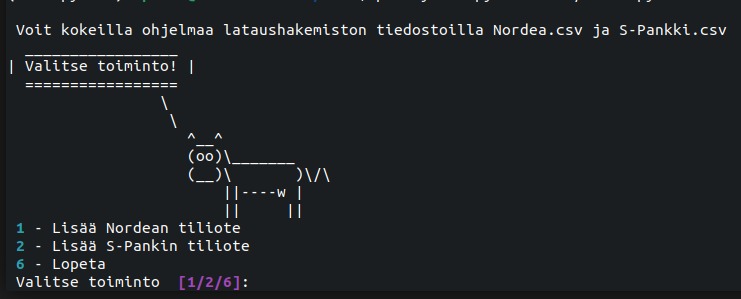 Voit kokeilla ohjelmaa lataushakemiston tiedostoilla Nordea.csv ja S-Pankki.csv
  _________________
| Valitse toiminto! |
  =================
                 \
                  \
                    ^__^
                    (oo)\_______
                    (__)\       )\/\
                        ||----w |
                        ||     ||
1 - Lisää Nordean tiliote
2 - Lisää S-Pankin tiliote
6 - Lopeta
Valitse toiminto  [1/2/6]: